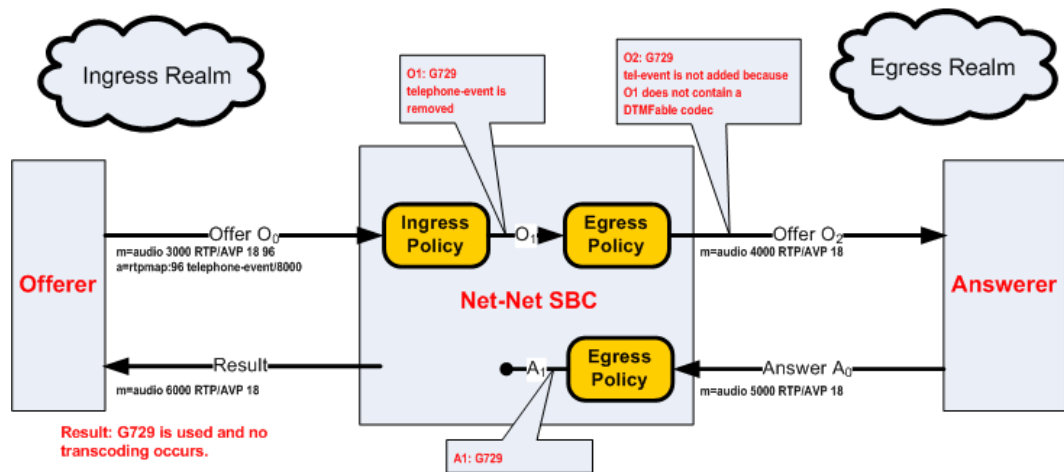 Ingress Realm
O1: G729
telephone-event is
removed
O2: G729
tel-event is not added because
O1 does not contain a
DTMFable codec
Egress Realm
Offerer
Offer O0
m=audio 3000 RTP/AVP 18 96
a=rtpmap:96 telephone-event/8000
Ingress
Policy
O1
Egress
Policy
Offer O2
m=audio 4000 RTP/AVP 18
Net-Net SBC
Answerer
Result
m=audio 6000 RTP/AVP 18
A1
Egress
Policy
Answer A0
m=audio 5000 RTP/AVP 18
Result: G729 is used and no
transcoding occurs.
A1: G729